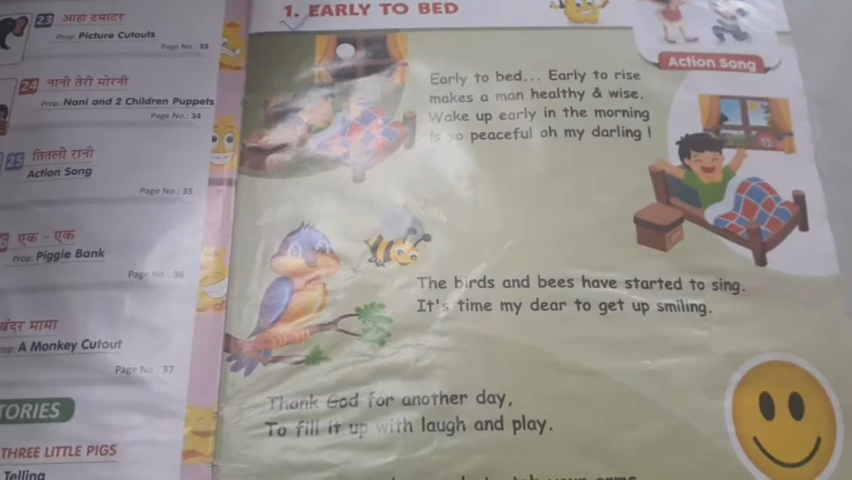 23 आहा टमाटर
Prop: Picture Cutouts
Page No.: 33
24 नानी तेरी मोरनी
Prop: Nani and 2 Children Puppets
Page No.: 34
25 तितली रानी
Action Song
Page No.: 35
एक - एक
Prop: Piggie Bank
Page No.: 36
मामा
A Monkey Cutout
Page No.: 37
THREE LITTLE PIGS
Telling
1. EARLY TO BED
Action Song
Early to bed... Early to rise
makes a man healthy & wise.
Wake up early in the morning
Is so peaceful oh my darling !
The birds and bees have started to sing.
It's time my dear to get up smiling.
Thank God for another day,
To fill it up with laugh and play.